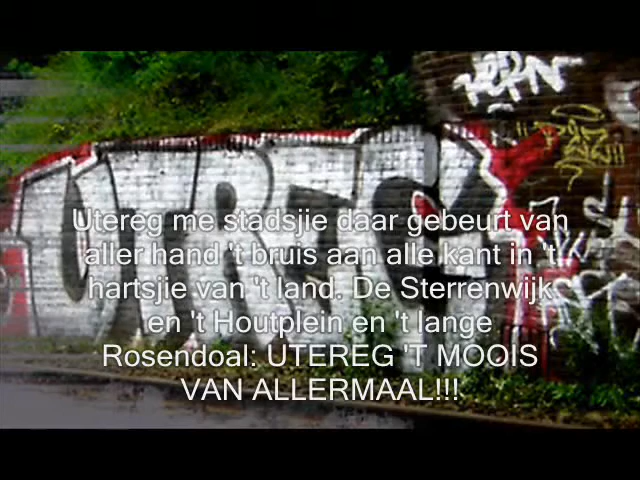 UTREG
Utereg me stadsjie daar gebeurt van
aller hand 't bruis aan alle kant in 't
hartsjie van 't land. De Sterrenwijk
en 't Houtplein en 't lange
Rosendoal: UTEREG 'T MOOIS
VAN ALLERMAAL!!!